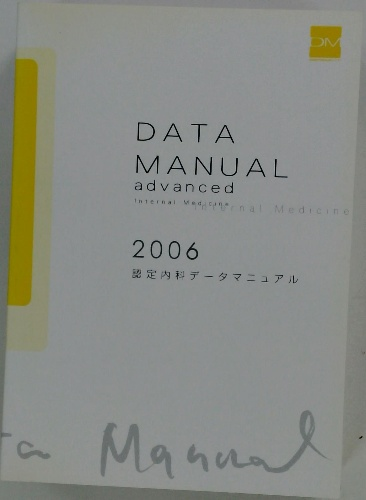 DM
DATA
MANUAL
advanced
Internal Medicine
Internal Medicine
2006
認定内科データマニュアル
ta Manual